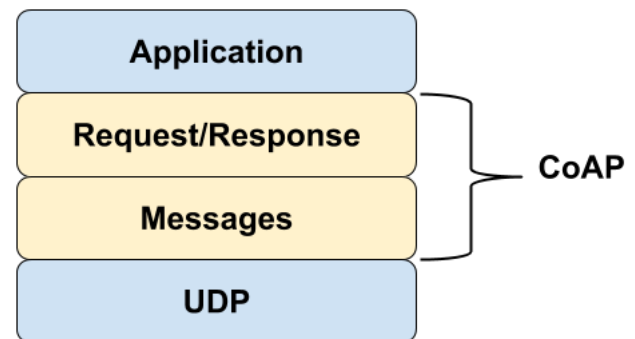 Application
Request/Response
CoAP
Messages
UDP